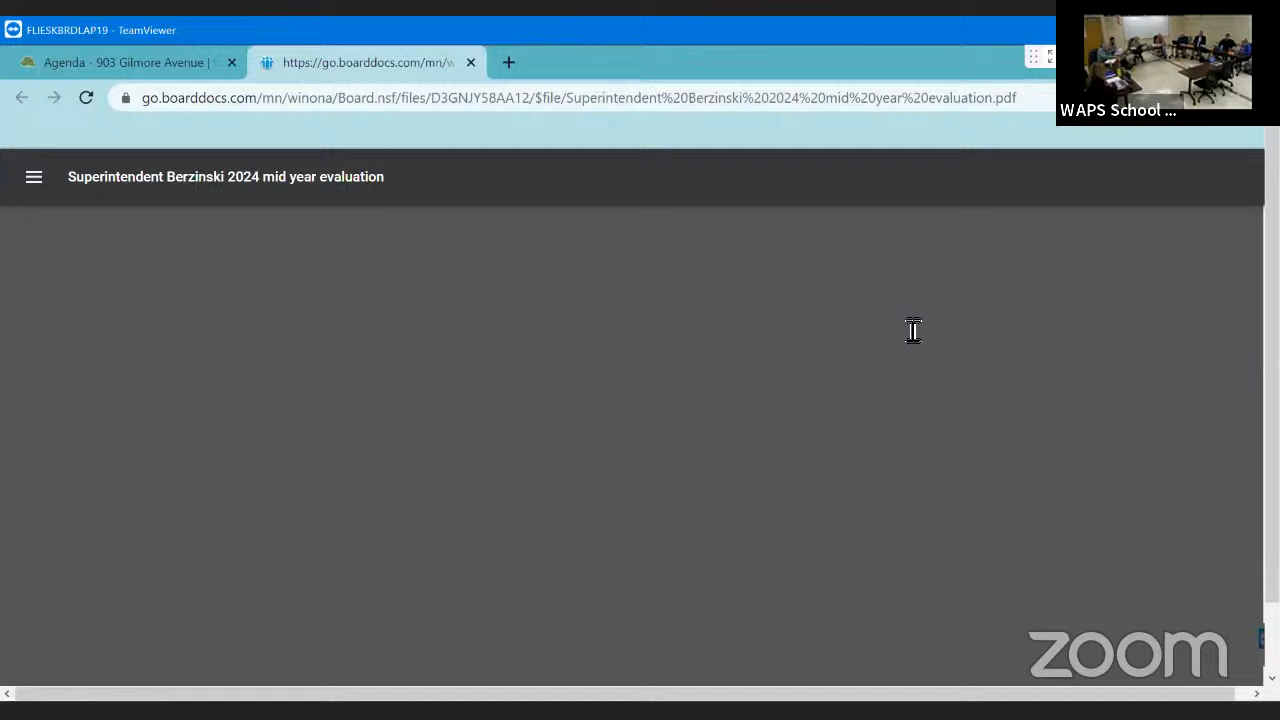 FLIESKBRDLAP19 - TeamViewer
Agenda - 903 Gilmore Avenue |
https://go.boarddocs.com/mn/w
go.boarddocs.com/mn/winona/Board.nsf/files/D3GNJY58AA12/$file/Superintendent%20Berzinski%202024%20mid%20year%20evaluation.pdf
WAPS School ...
Superintendent Berzinski 2024 mid year evaluation
zoom